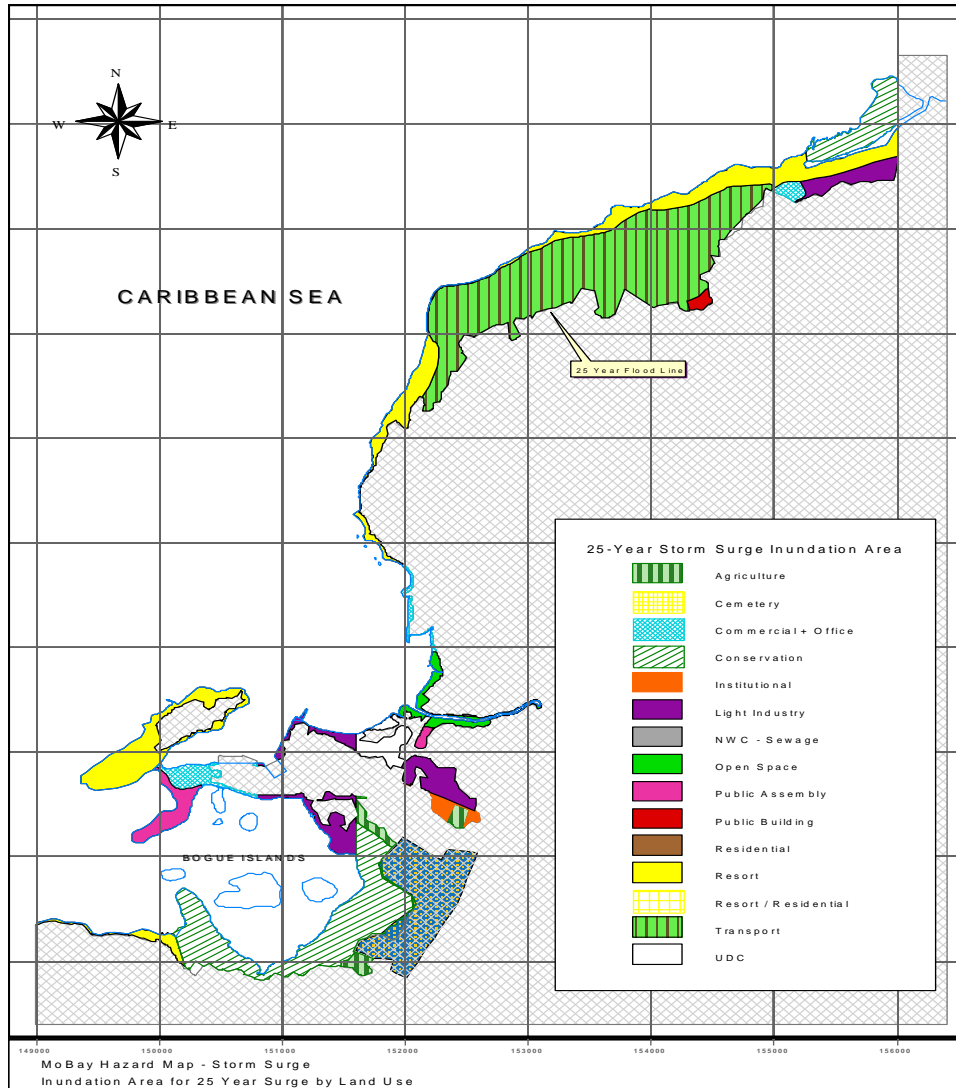 N
W E
S
CARIBBEAN SEA
25 Year Flood Line
25-Year Storm Surge Inundation Area
Agriculture
Cemetery
Commercial + Office
Conservation
Institutional
Light Industry
NWC - Sewage
Open Space
Public Assembly
Public Building
Residential
Resort
Resort / Residential
Transport
UDC
BOGUE ISLANDS
149000 150000 151000 152000 153000 154000 155000 156000
MoBay Hazard Map - Storm Surge
Inundation Area for 25 Year Surge by Land Use